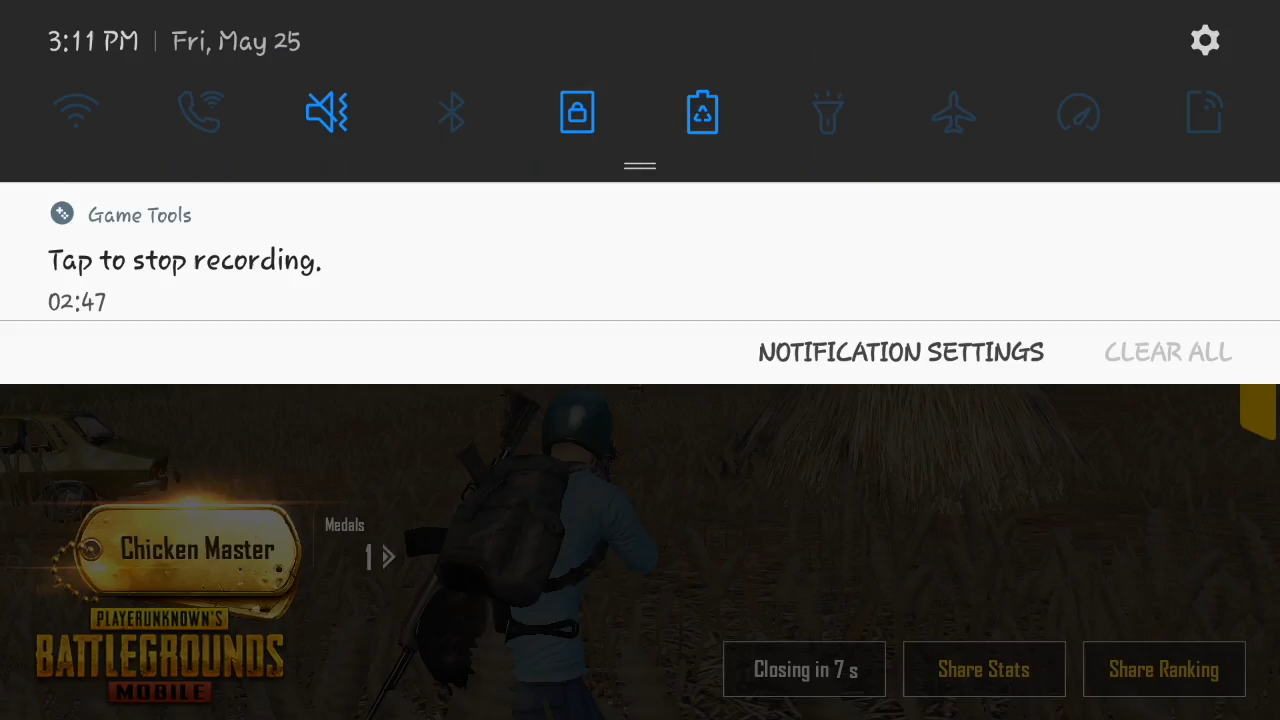 3:11 PM | Fri, May 25
Game Tools
Tap to stop recording.
02:47
NOTIFICATION SETTINGS
CLEAR ALL
Chicken Master
Medals
1
PLAYERUNKNOWN'S
BATTLEGROUNDS
MOBILE
Closing in 7 s
Share Stats
Share Ranking